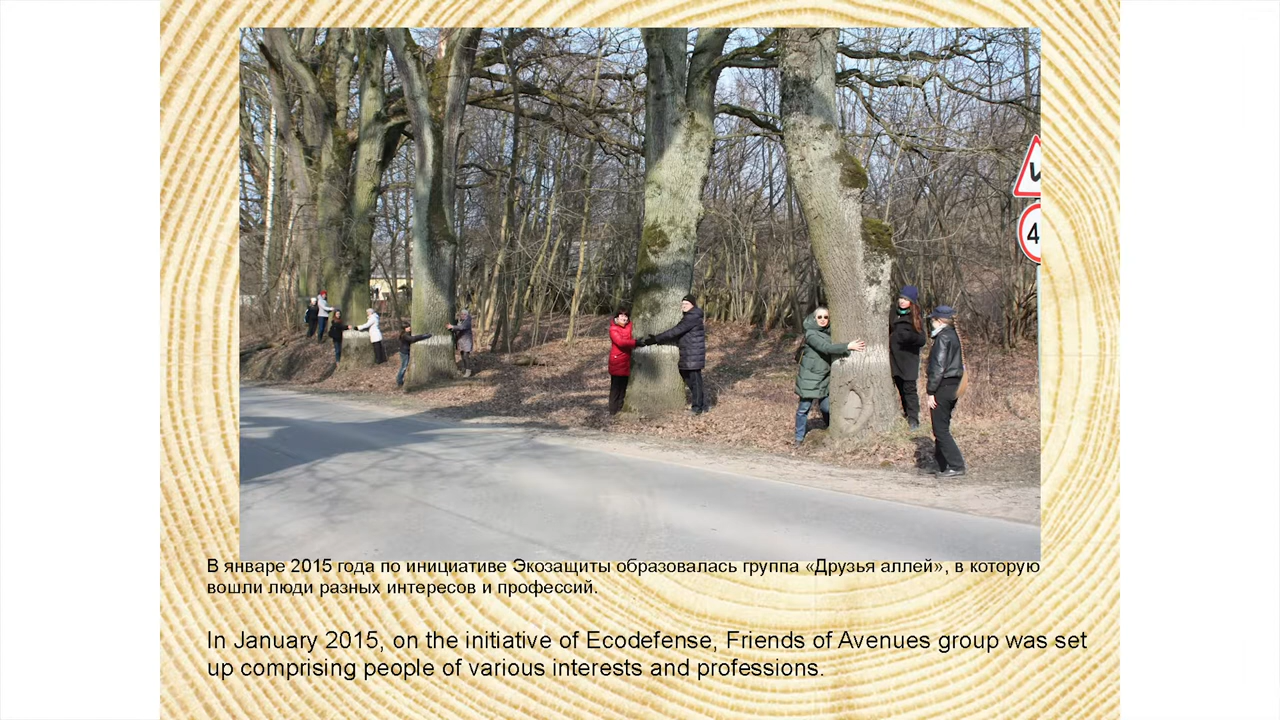 4
В январе 2015 года по инициативе Экозащиты образовалась группа «Друзья аллей», в которую
вошли люди разных интересов и профессий.
In January 2015, on the initiative of Ecodefense, Friends of Avenues group was set
up comprising people of various interests and professions.